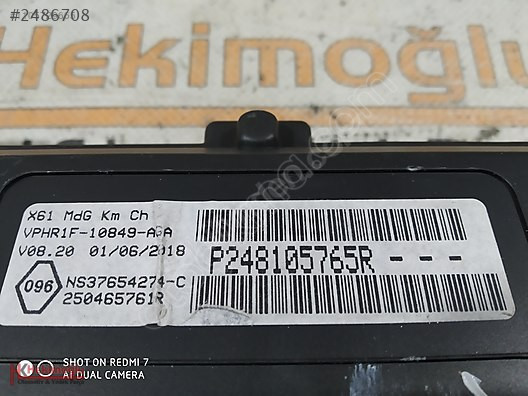 #2486708
Hekimoğlu
X61 MdG Km Ch
VPHR1F-10849-AGA
V08.20 01/06/2018
P248105765R - - -
096
NS37654274-C
250465761R
SHOT ON REDMI 7
AI DUAL CAMERA